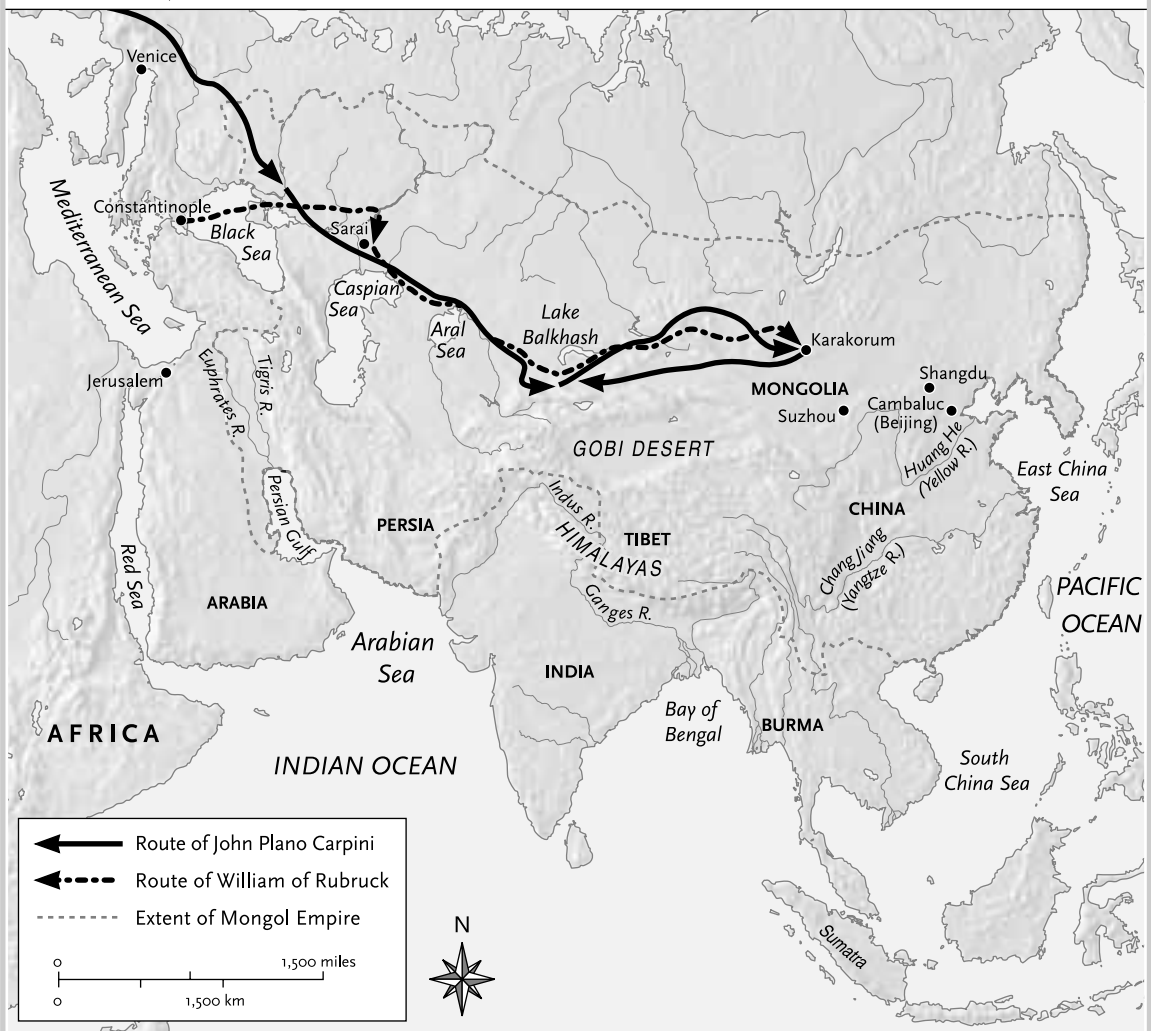 Venice
Mediterranean Sea
Constantinople
Black
Sea
Sarai
Caspian
Sea
Aral
Sea
Lake
Balkhash
Karakorum
MONGOLIA
Shangdu
Suzhou
Cambaluc
(Beijing)
Jerusalem
Euphrates R.
Tigris R.
GOBI DESERT
Huang He
(Yellow R.)
East China
Sea
Persian Gulf
PERSIA
Indus R.
HIMALAYAS
TIBET
CHINA
Chang Jiang
(Yangtze R.)
Red Sea
ARABIA
Ganges R.
PACIFIC
OCEAN
Arabian
Sea
INDIA
Bay of
Bengal
BURMA
AFRICA
INDIAN OCEAN
South
China Sea
Sumatra
Route of John Plano Carpini
Route of William of Rubruck
Extent of Mongol Empire
0 1,500 miles
0 1,500 km
N